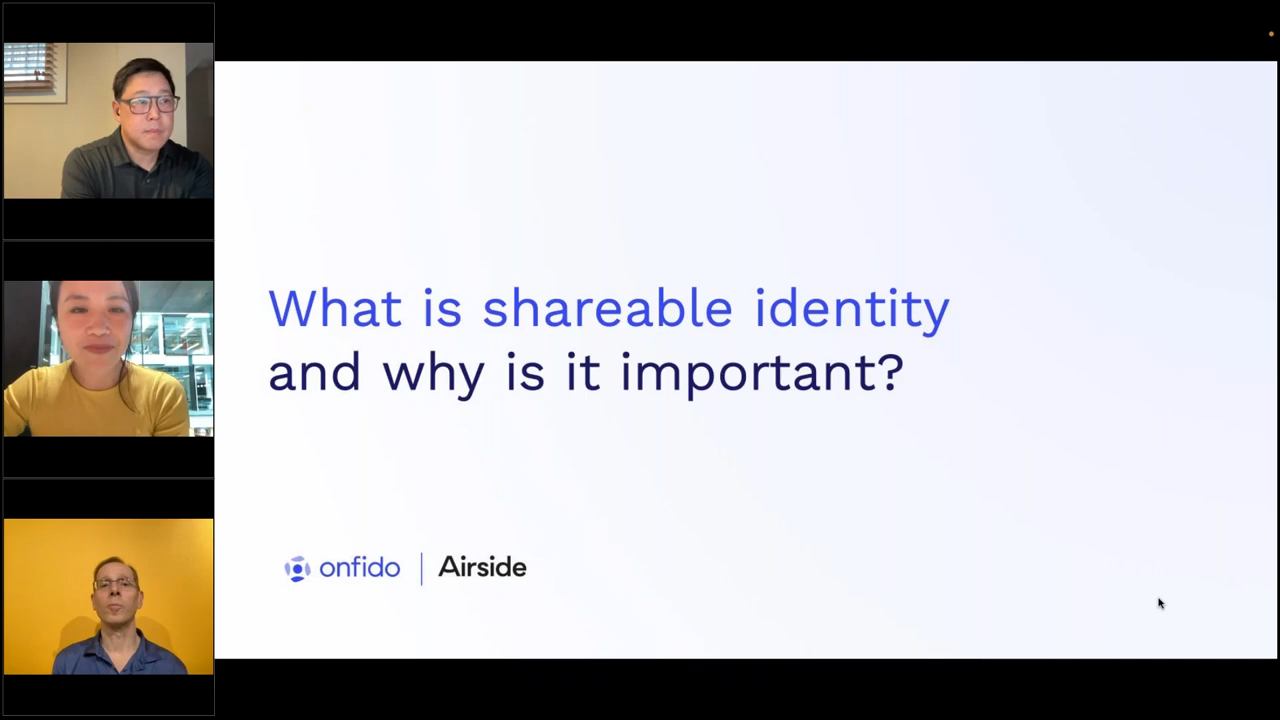 What is shareable identity
and why is it important?
onfido | Airside